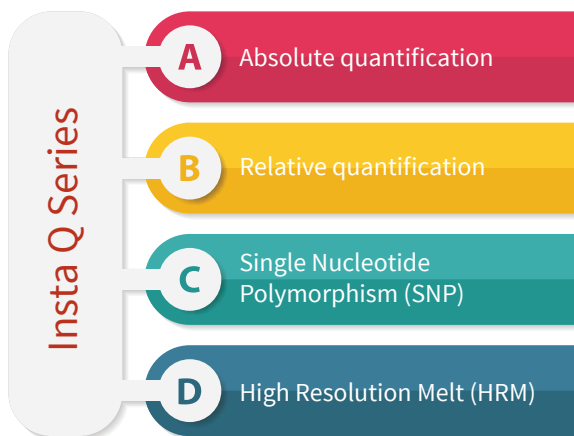 Insta Q Series
A
Absolute quantification
B
Relative quantification
C
Single Nucleotide
Polymorphism (SNP)
D
High Resolution Melt (HRM)